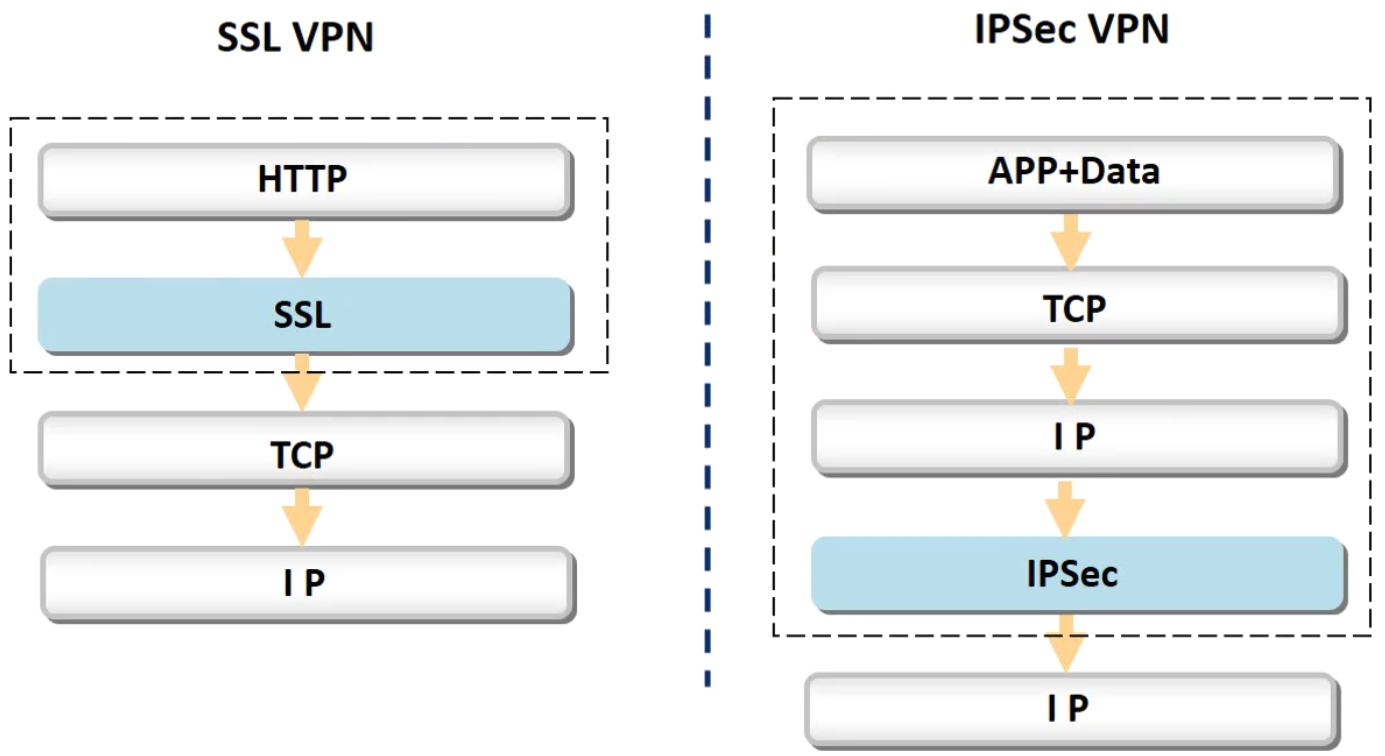 SSL VPN
HTTP
SSL
TCP
I P
IPSec VPN
APP+Data
TCP
I P
IPSec
I P